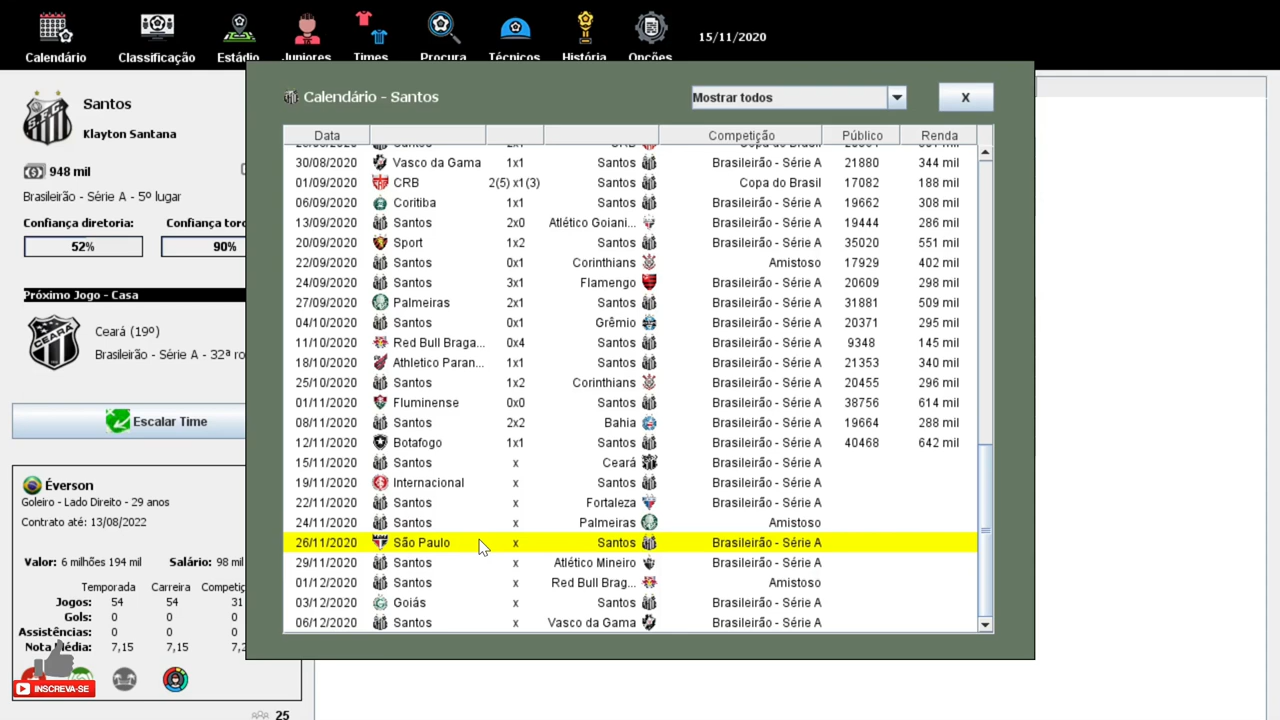 Calendário Classificação Estádio Juniores Times Procura Técnicos História Opções 15/11/2020
Santos
Klayton Santana
948 mil
Brasileirão - Série A - 5º lugar
Confiança diretoria: Confiança torc
52% 90%
Próximo Jogo - Casa
Ceará (19º)
Brasileirão - Série A - 32ª ro
Escalar Time
Éverson
Goleiro - Lado Direito - 29 anos
Contrato até: 13/08/2022
Valor: 6 milhões 194 mil Salário: 98 mil
Temporada Carreira Competiç
Jogos: 54 54 31
Gols: 0 0 0
Assistências: 0 0 0
Nota Média: 7,15 7,15 7,2
INSCREVA-SE
25
Calendário - Santos Mostrar todos X
Data Competição Público Renda
30/08/2020 Vasco da Gama 1x1 Santos Brasileirão - Série A 21880 344 mil
01/09/2020 CRB 2(5) x1(3) Santos Copa do Brasil 17082 188 mil
06/09/2020 Coritiba 1x1 Santos Brasileirão - Série A 19662 308 mil
13/09/2020 Santos 2x0 Atlético Goiani... Brasileirão - Série A 19444 286 mil
20/09/2020 Sport 1x2 Santos Brasileirão - Série A 35020 551 mil
22/09/2020 Santos 0x1 Corinthians Amistoso 17929 402 mil
24/09/2020 Santos 3x1 Flamengo Brasileirão - Série A 20609 298 mil
27/09/2020 Palmeiras 2x1 Santos Brasileirão - Série A 31881 509 mil
04/10/2020 Santos 0x1 Grêmio Brasileirão - Série A 20371 295 mil
11/10/2020 Red Bull Braga... 0x4 Santos Brasileirão - Série A 9348 145 mil
18/10/2020 Athletico Paran... 1x1 Santos Brasileirão - Série A 21353 340 mil
25/10/2020 Santos 1x2 Corinthians Brasileirão - Série A 20455 296 mil
01/11/2020 Fluminense 0x0 Santos Brasileirão - Série A 38756 614 mil
08/11/2020 Santos 2x2 Bahia Brasileirão - Série A 19664 288 mil
12/11/2020 Botafogo 1x1 Santos Brasileirão - Série A 40468 642 mil
15/11/2020 Santos x Ceará Brasileirão - Série A
19/11/2020 Internacional x Santos Brasileirão - Série A
22/11/2020 Santos x Fortaleza Brasileirão - Série A
24/11/2020 Santos x Palmeiras Amistoso
26/11/2020 São Paulo x Santos Brasileirão - Série A
29/11/2020 Santos x Atlético Mineiro Brasileirão - Série A
01/12/2020 Santos x Red Bull Brag... Amistoso
03/12/2020 Goiás x Santos Brasileirão - Série A
06/12/2020 Santos x Vasco da Gama Brasileirão - Série A